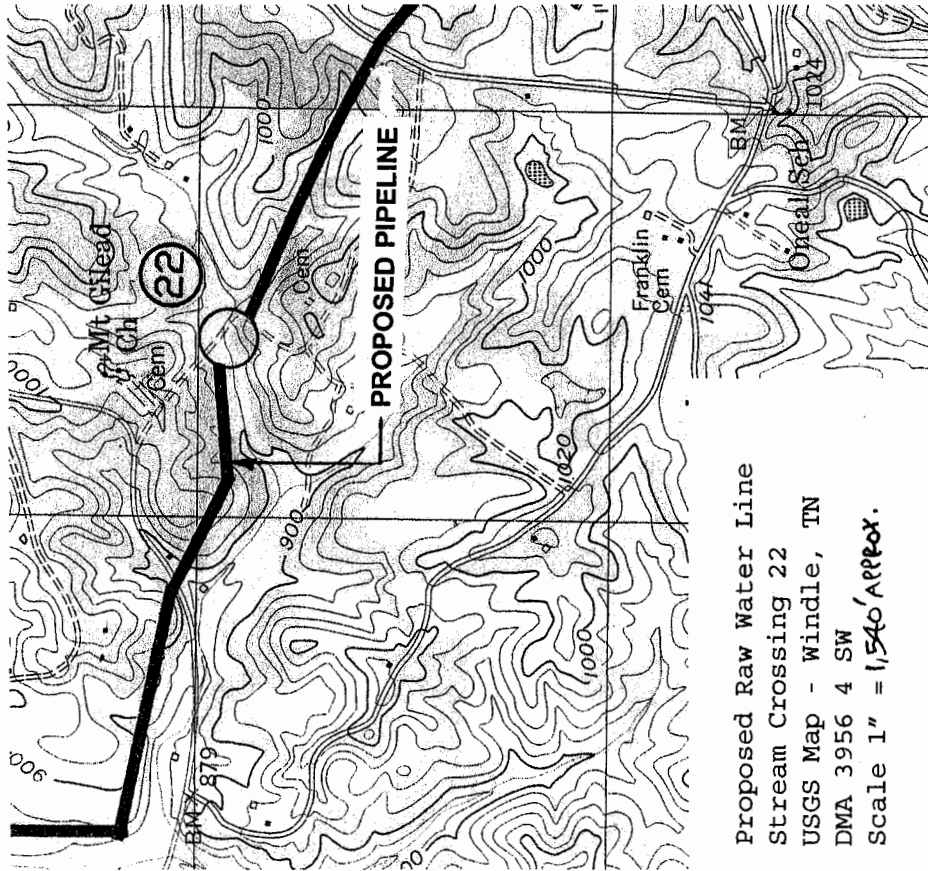 1000
1000
Mt Gilead
Ch
22
Cem
Cem
PROPOSED PIPELINE
1000
BM
1024
Oneal Sch
Franklin
Cem
1041
1020
900
1000
900
BM
879
00
Proposed Raw Water Line
Stream Crossing 22
USGS Map - Windle, TN
DMA 3956 4 SW
Scale 1" = 1,540' APPROX.